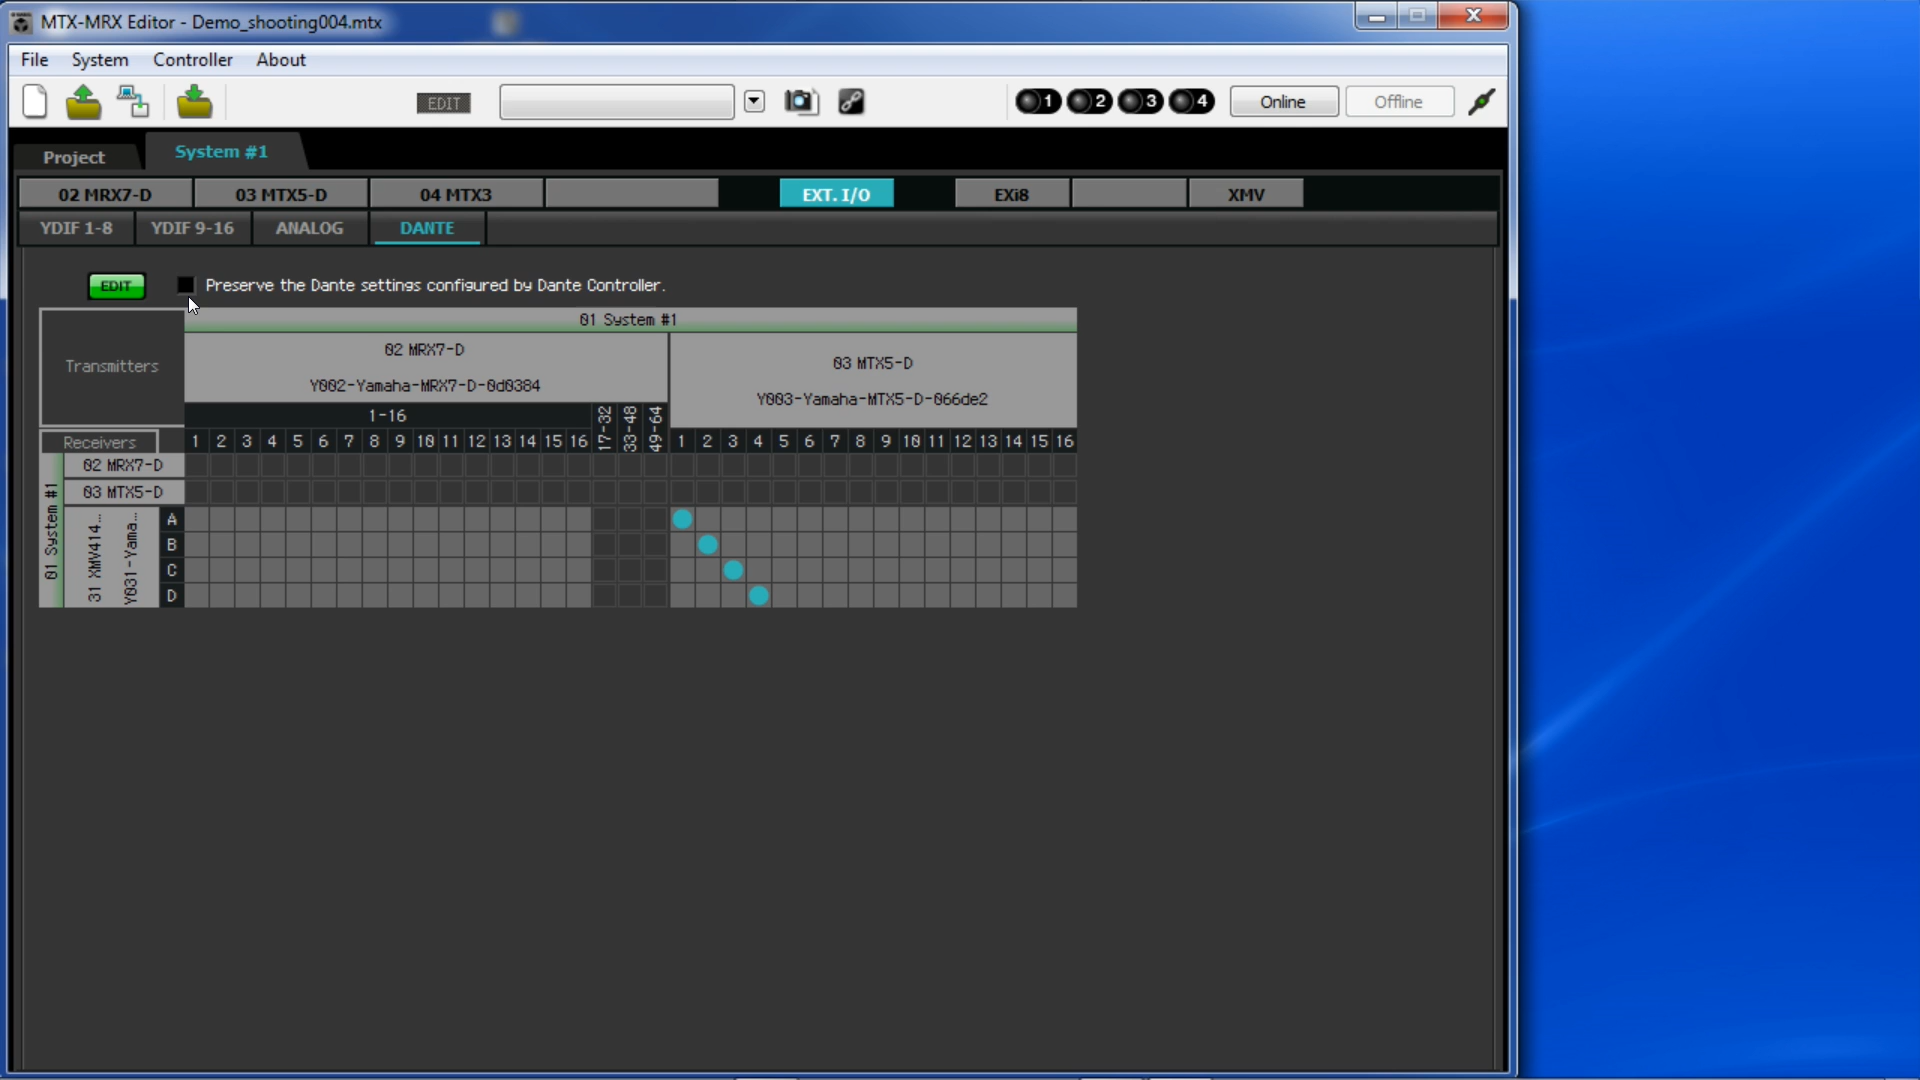 MTX-MRX Editor - Demo_shooting004.mtx
File System Controller About
EDIT 1 2 3 4 Online Offline
Project System #1
02 MRX7-D 03 MTX5-D 04 MTX3 EXT. I/O EXi8 XMV
YDIF 1-8 YDIF 9-16 ANALOG DANTE
EDIT Preserve the Dante settings configured by Dante Controller.
01 System #1
Transmitters
02 MRX7-D
Y002-Yamaha-MRX7-D-0d0384
03 MTX5-D
Y003-Yamaha-MTX5-D-066de2
1-16 17-32 33-48 49-64
Receivers 1 2 3 4 5 6 7 8 9 10 11 12 13 14 15 16 1 2 3 4 5 6 7 8 9 10 11 12 13 14 15 16
02 MRX7-D
03 MTX5-D
01 System #1
31 XMV414...
Y031-Yama...
A
B
C
D